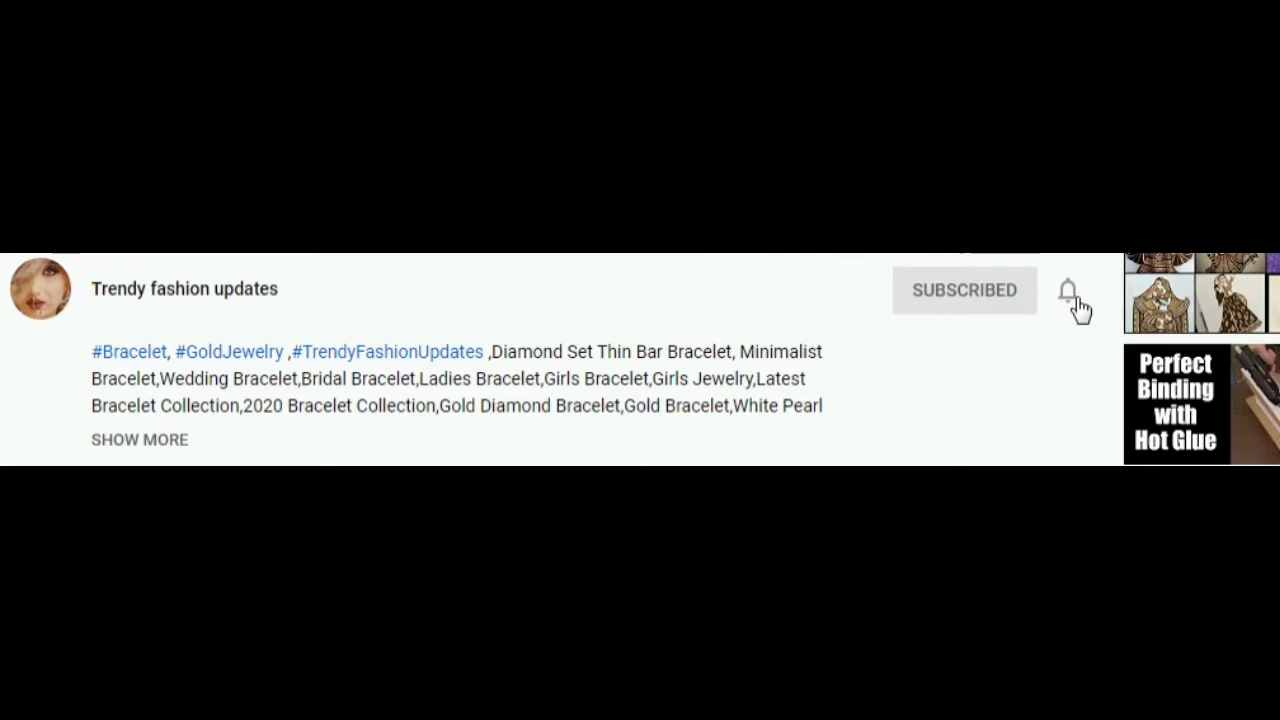 Trendy fashion updates
SUBSCRIBED
#Bracelet, #GoldJewelry ,#TrendyFashionUpdates ,Diamond Set Thin Bar Bracelet, Minimalist
Bracelet,Wedding Bracelet,Bridal Bracelet,Ladies Bracelet,Girls Bracelet,Girls Jewelry,Latest
Bracelet Collection,2020 Bracelet Collection,Gold Diamond Bracelet,Gold Bracelet,White Pearl
SHOW MORE
Perfect
Binding
with
Hot Glue